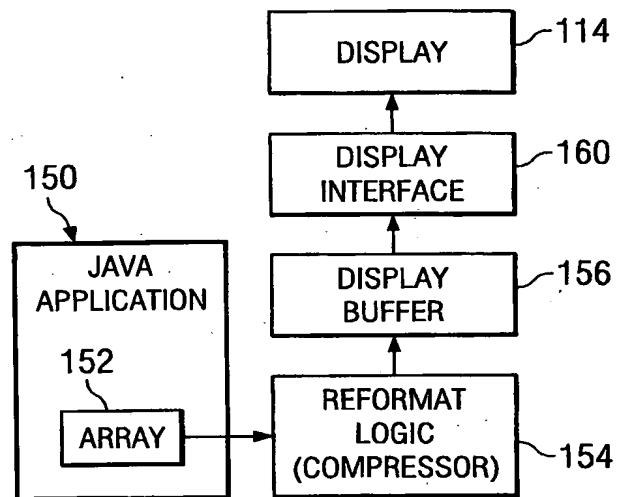 DISPLAY
114
DISPLAY
INTERFACE
160
150
JAVA
APPLICATION
DISPLAY
BUFFER
156
152
ARRAY
REFORMAT
LOGIC
(COMPRESSOR)
154